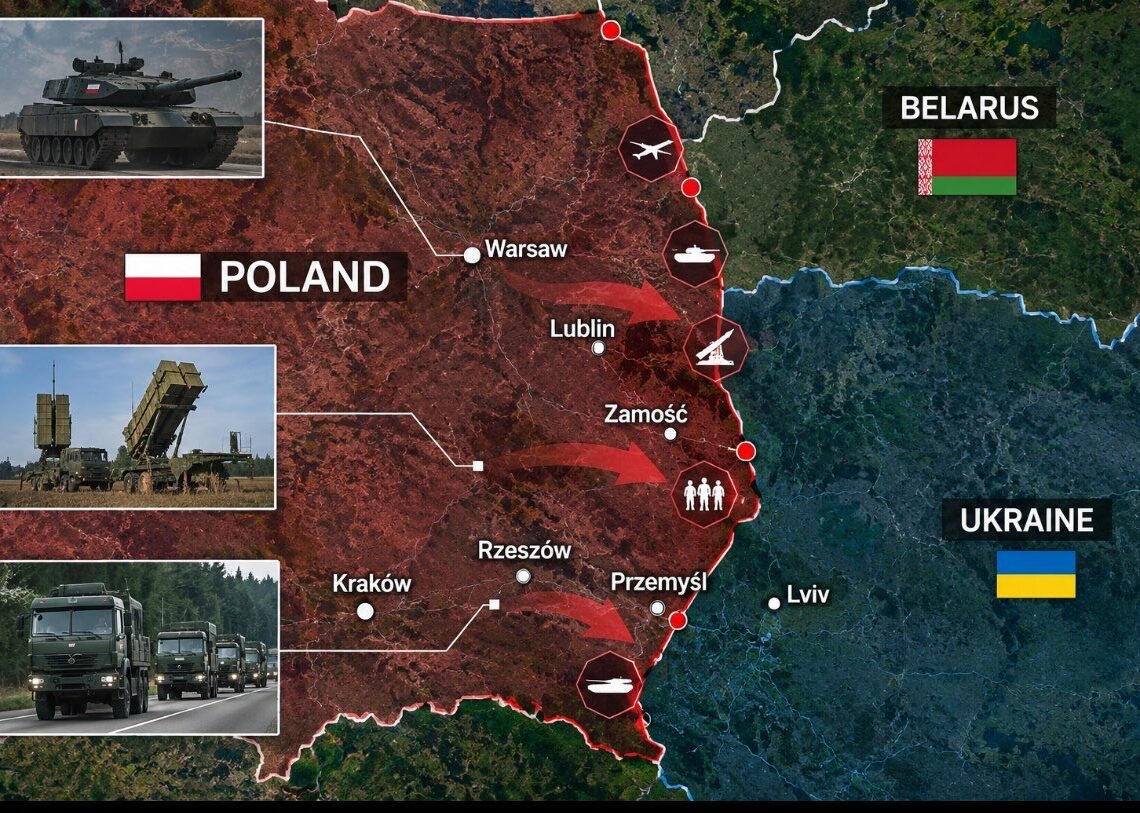 BELARUS
Warsaw
POLAND
Lublin
Zamość
UKRAINE
Rzeszów
Kraków
Przemyśl
Lviv